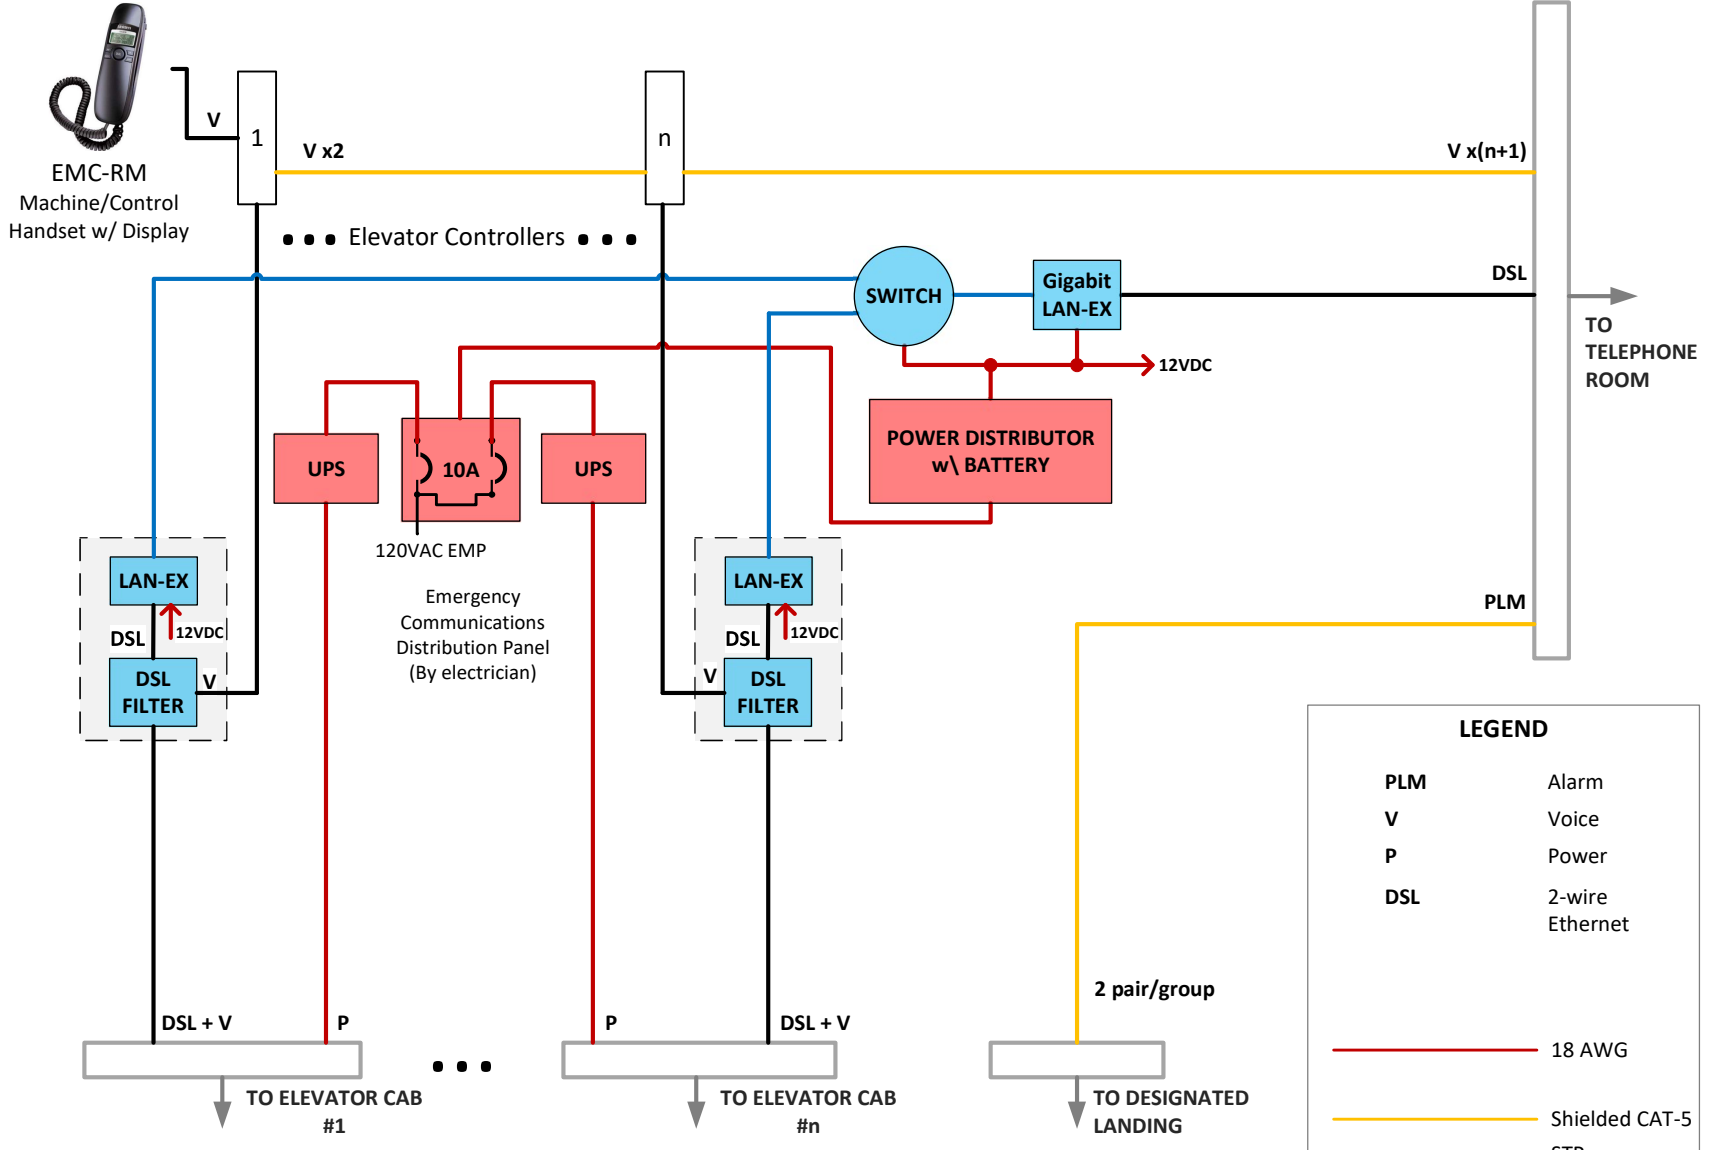 EMC-RM
Machine/Control
Handset w/ Display
V
1
V x2
n
V x(n+1)
Elevator Controllers
SWITCH
Gigabit
LAN-EX
DSL
TO
TELEPHONE
ROOM
12VDC
POWER DISTRIBUTOR
w\ BATTERY
UPS
10A
UPS
120VAC EMP
Emergency
Communications
Distribution Panel
(By electrician)
LAN-EX
DSL
12VDC
DSL
FILTER
V
LAN-EX
DSL
12VDC
V
DSL
FILTER
PLM
2 pair/group
DSL + V
P
P
DSL + V
TO ELEVATOR CAB
#1
TO ELEVATOR CAB
#n
TO DESIGNATED
LANDING
LEGEND
PLM Alarm
V Voice
P Power
DSL 2-wire
Ethernet
18 AWG
Shielded CAT-5